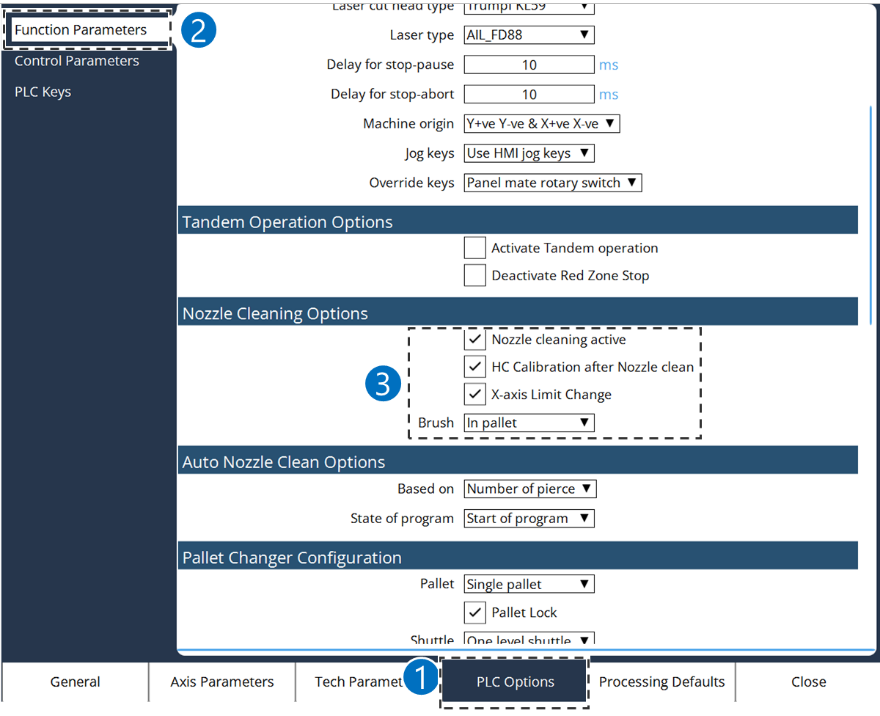 Laser cut head type Trumpf RL59
Function Parameters 2
Laser type AIL_FD88
Control Parameters
Delay for stop-pause 10 ms
PLC Keys
Delay for stop-abort 10 ms
Machine origin Y+ve Y-ve & X+ve X-ve
Jog keys Use HMI jog keys
Override keys Panel mate rotary switch
Tandem Operation Options
Activate Tandem operation
Deactivate Red Zone Stop
Nozzle Cleaning Options
Nozzle cleaning active
HC Calibration after Nozzle clean
3
X-axis Limit Change
Brush In pallet
Auto Nozzle Clean Options
Based on Number of pierce
State of program Start of program
Pallet Changer Configuration
Pallet Single pallet
Pallet Lock
Shuttle One level shuttle
General Axis Parameters Tech Paramet 1 PLC Options Processing Defaults Close